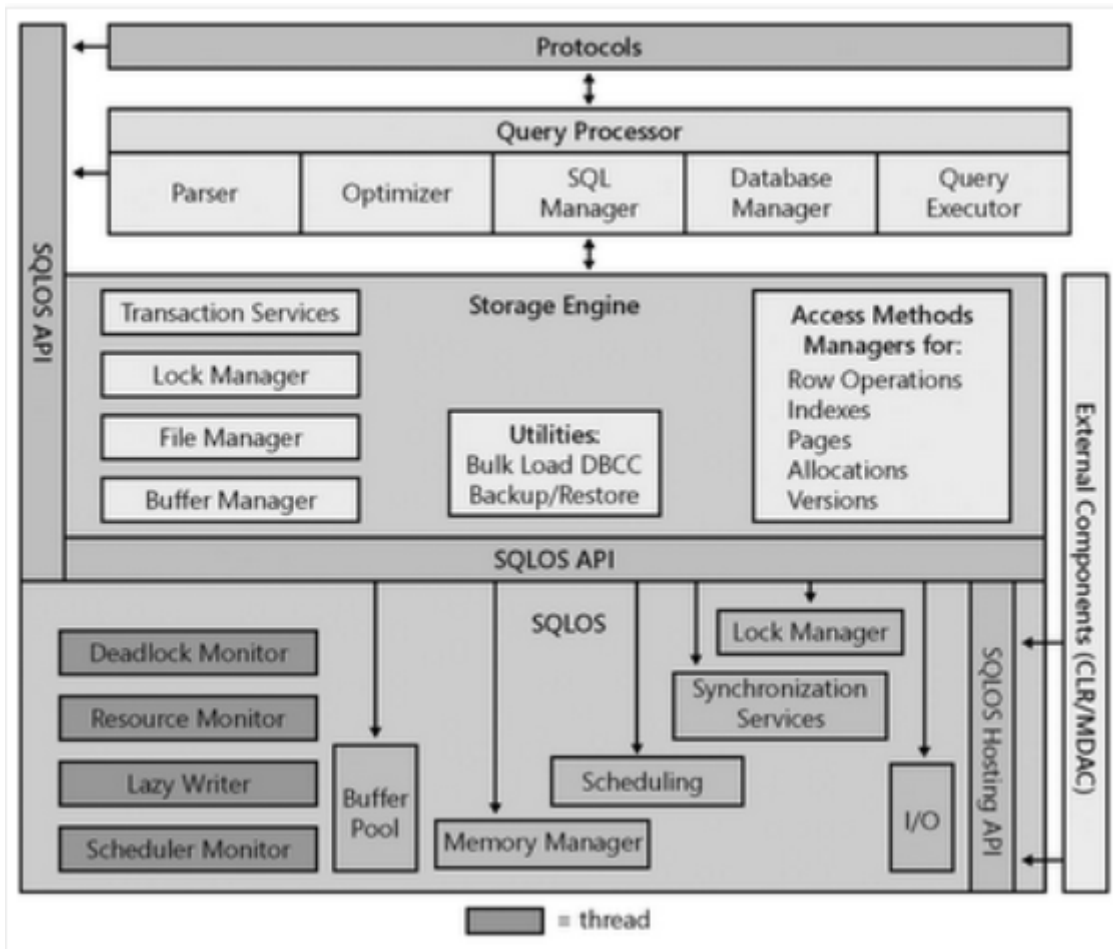 Protocols
Query Processor
Parser
Optimizer
SQL
Manager
Database
Manager
Query
Executor
SQLOS API
Storage Engine
Transaction Services
Lock Manager
File Manager
Buffer Manager
Utilities:
Bulk Load DBCC
Backup/Restore
Access Methods
Managers for:
Row Operations
Indexes
Pages
Allocations
Versions
External Components (CLR/MDAC)
SQLOS API
SQLOS
Deadlock Monitor
Resource Monitor
Lazy Writer
Scheduler Monitor
Buffer
Pool
Memory Manager
Scheduling
Synchronization
Services
Lock Manager
I/O
SQLOS Hosting API
= thread